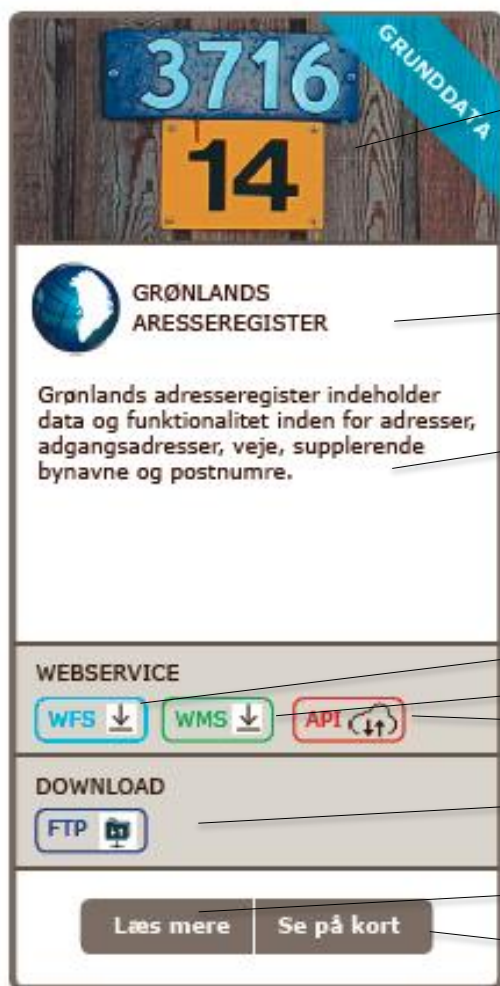 3716
GRUNDDATA
14
GRØNLANDS
ARESSEREGISTER
Grønlands adresseregister indeholder
data og funktionalitet inden for adresser,
adgangsadresser, veje, supplerende
bynavne og postnumre.
WEBSERVICE
WFS WMS API
DOWNLOAD
FTP
Læs mere Se på kort